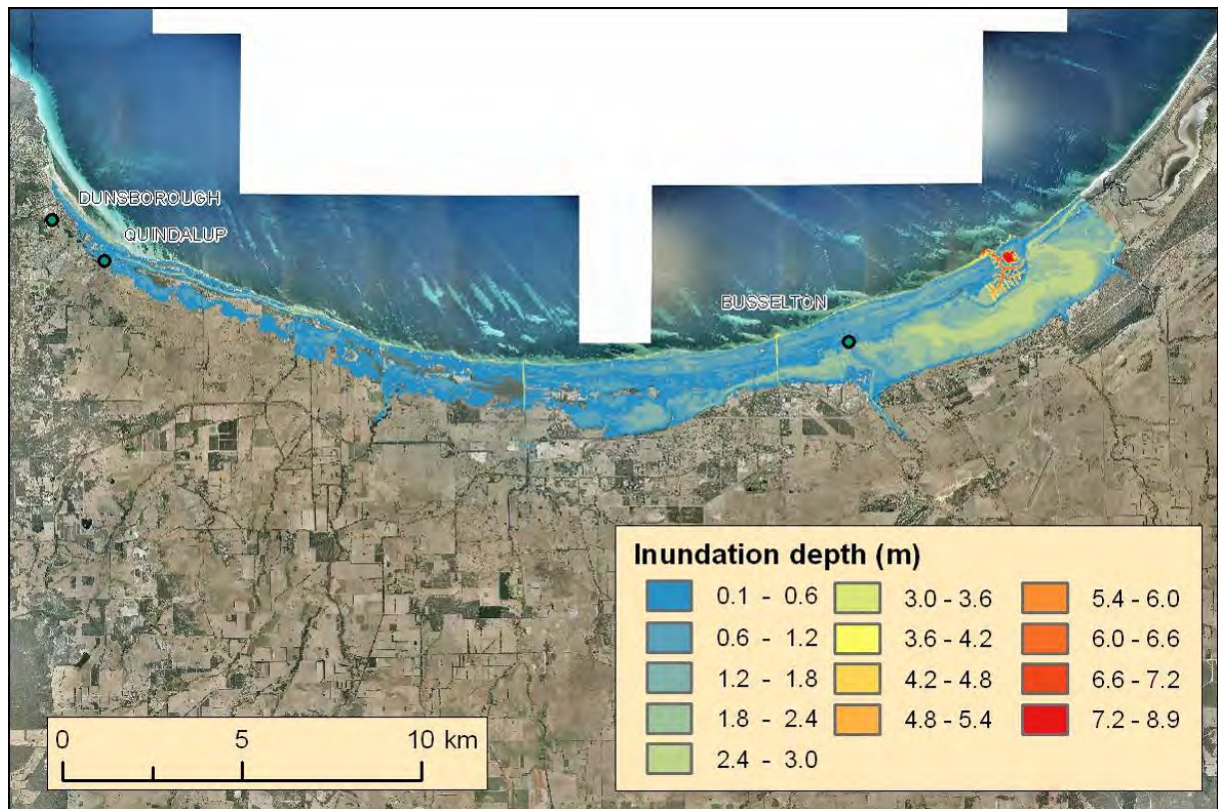 DUNSBOROUGH
QUINDALUP
BUSSELTON
Inundation depth (m)
0.1 - 0.6
3.0 - 3.6
5.4 - 6.0
0.6 - 1.2
3.6 - 4.2
6.0 - 6.6
1.2 - 1.8
4.2 - 4.8
6.6 - 7.2
1.8 - 2.4
4.8 - 5.4
7.2 - 8.9
2.4 - 3.0
0 5 10 km